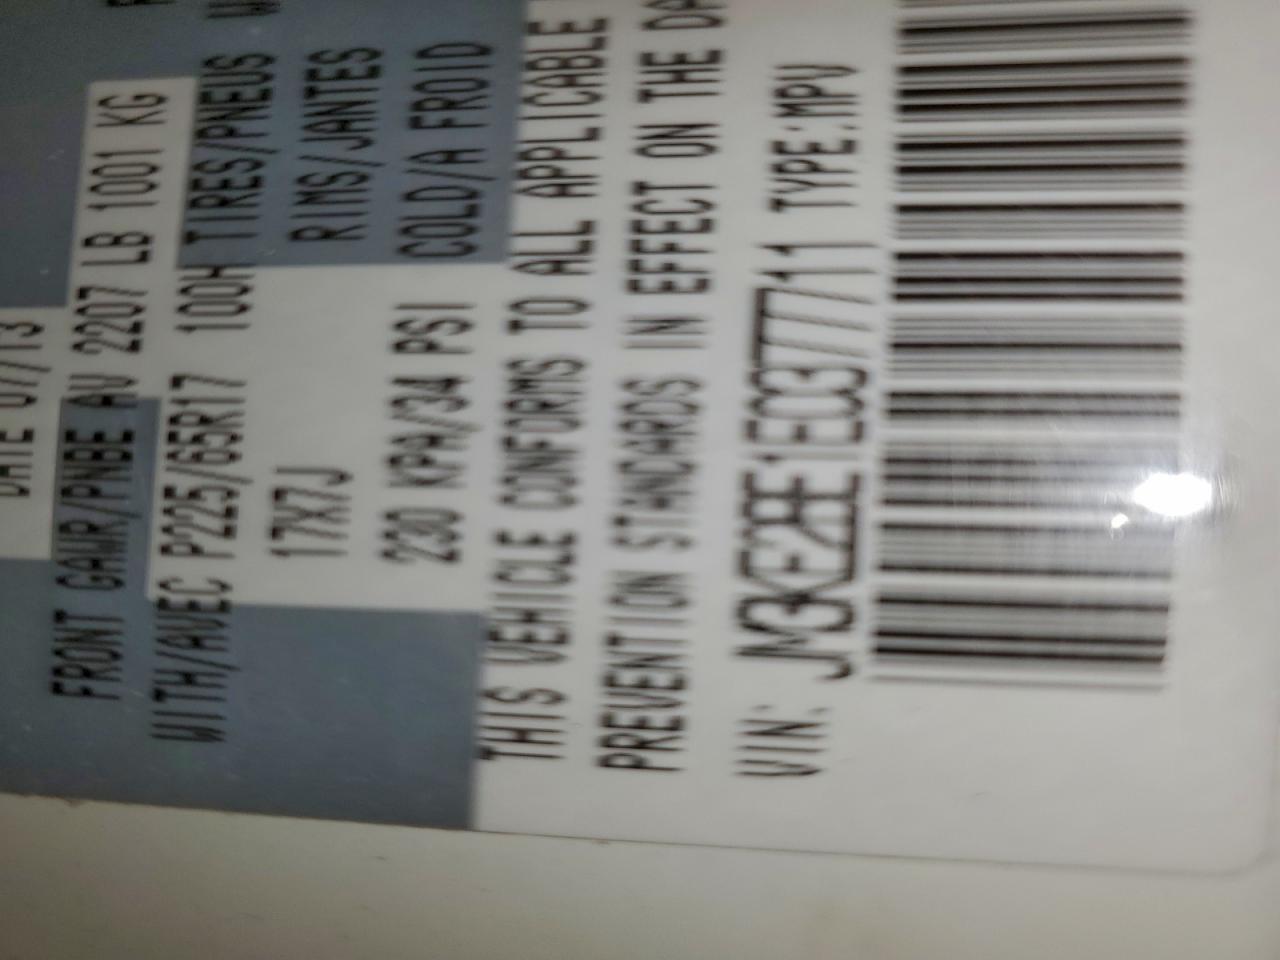 DATE 07/13
FRONT GAWR/PNBE AV 2207 LB 1001 KG
WITH/AVEC P225/65R17 100H TIRES/PNEUS
17X7J RIMS/JANTES
230 KPA/34 PSI COLD/A FROID
THIS VEHICLE CONFORMS TO ALL APPLICABLE
PREVENTION STANDARDS IN EFFECT ON THE DA
VIN: JM3KE2BE1E0377711 TYPE:MPV